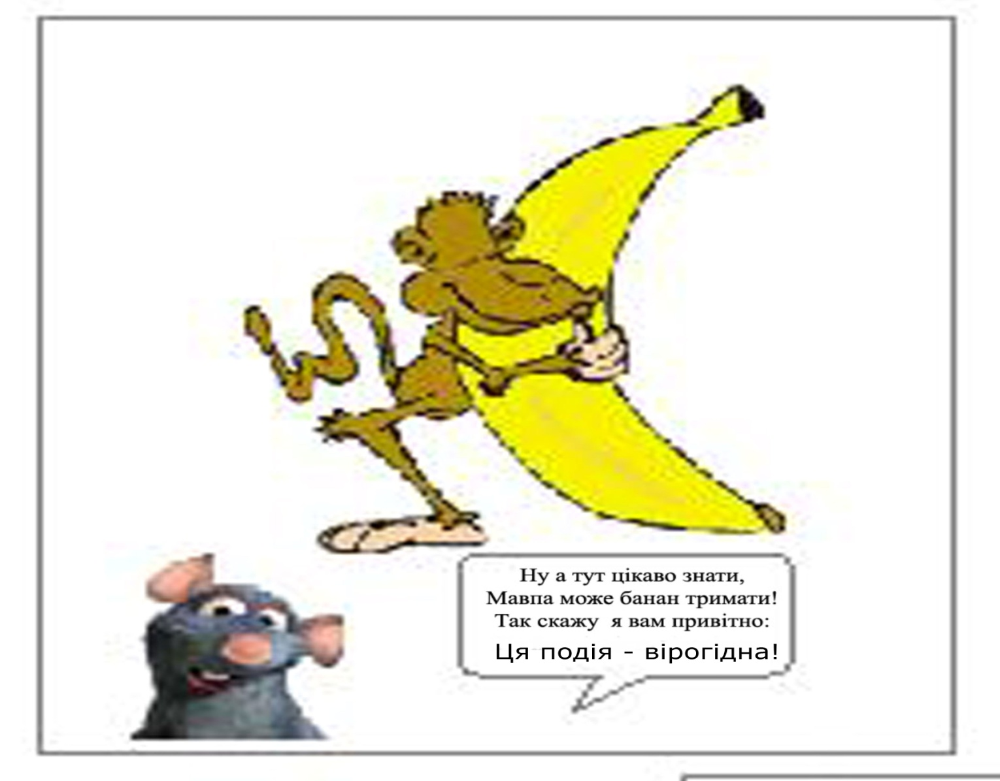 Ну а тут цікаво знати,
Мавпа може банан тримати!
Так скажу я вам привітно:
Ця подія - вірогідна!